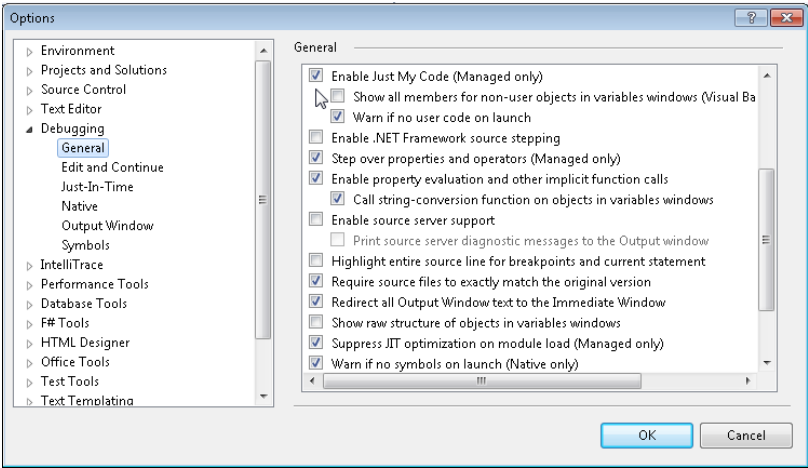 Options
Environment
Projects and Solutions
Source Control
Text Editor
Debugging
General
Edit and Continue
Just-In-Time
Native
Output Window
Symbols
IntelliTrace
Performance Tools
Database Tools
F# Tools
HTML Designer
Office Tools
Test Tools
Text Templating
General
Enable Just My Code (Managed only)
Show all members for non-user objects in variables windows (Visual Ba
Warn if no user code on launch
Enable .NET Framework source stepping
Step over properties and operators (Managed only)
Enable property evaluation and other implicit function calls
Call string-conversion function on objects in variables windows
Enable source server support
Print source server diagnostic messages to the Output window
Highlight entire source line for breakpoints and current statement
Require source files to exactly match the original version
Redirect all Output Window text to the Immediate Window
Show raw structure of objects in variables windows
Suppress JIT optimization on module load (Managed only)
Warn if no symbols on launch (Native only)
OK
Cancel